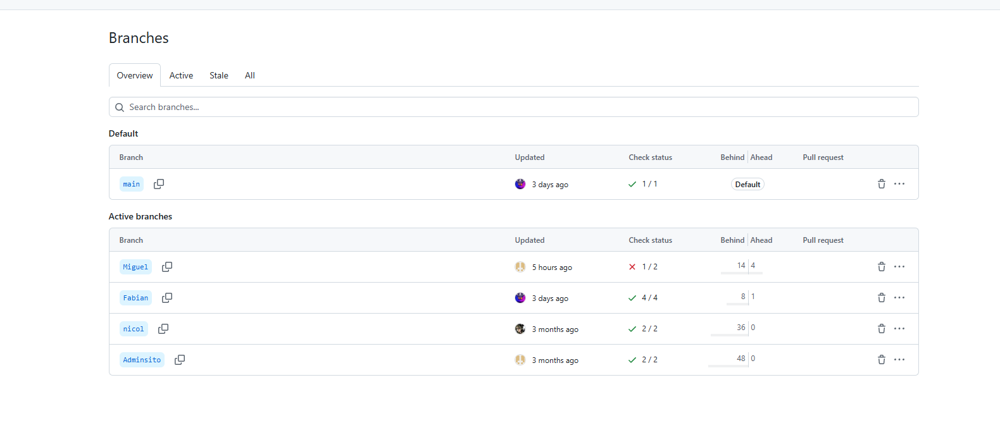 Branches
Overview Active Stale All
Search branches...
Default
Branch Updated Check status Behind Ahead Pull request
main 3 days ago 1 / 1 Default
Active branches
Branch Updated Check status Behind Ahead Pull request
Miguel 5 hours ago 1 / 2 14 4
Fabian 3 days ago 4 / 4 8 1
nicol 3 months ago 2 / 2 36 0
Adminsito 3 months ago 2 / 2 48 0